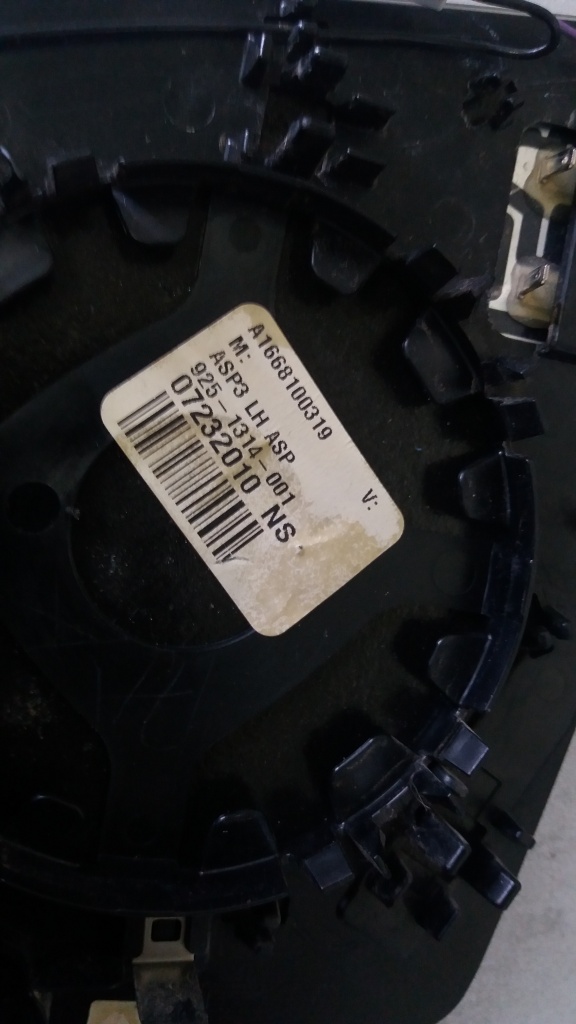 A1668100319
M: V:
ASP3 LH ASP
925-1314-001
07232010 NS